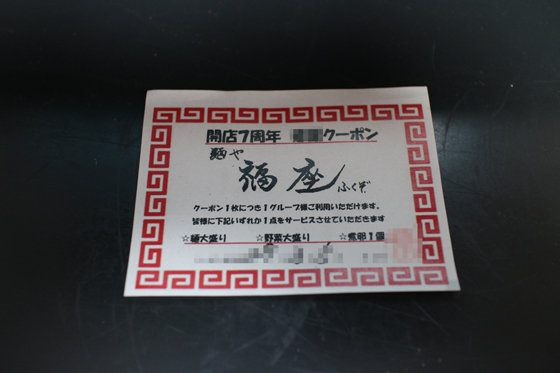 開店7周年 クーポン
麵や
福座 ふくぞ
クーポン1枚につき1グループ様ご利用いただけます。
皆様に下記いずれか1点をサービスさせていただきます
☆麺大盛り ☆野菜大盛り ☆煮卵1個